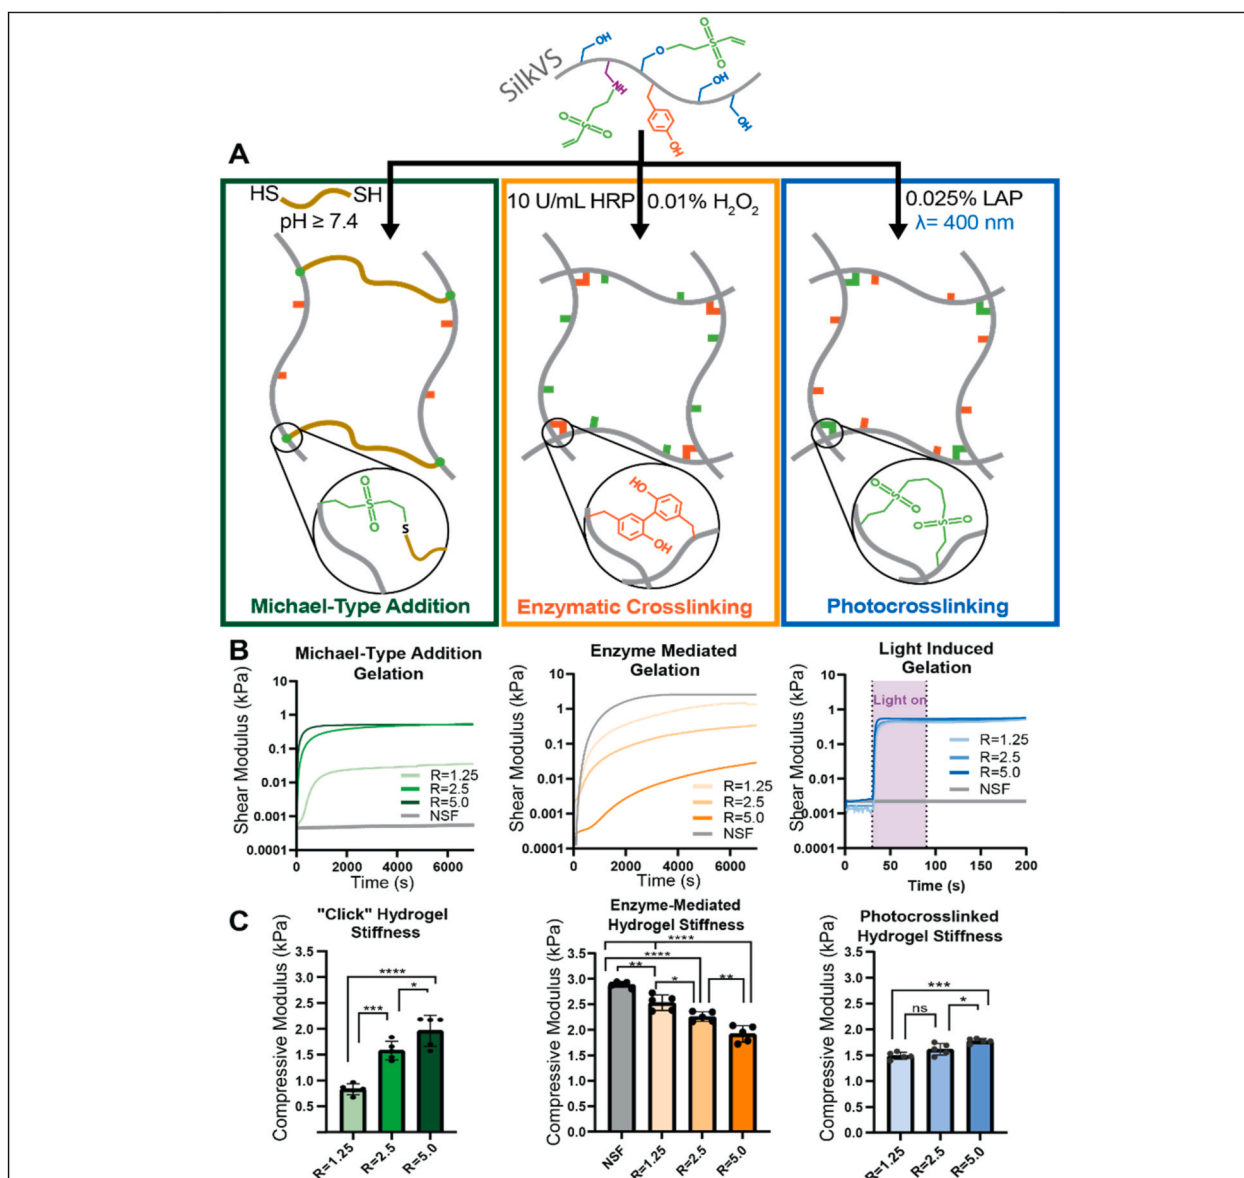 SilkVS
OH
O
S
O
O
NH
OH
OH
O
S
O
OH
A
HS SH
pH ≥ 7.4
10 U/mL HRP 0.01% H₂O₂
0.025% LAP
λ= 400 nm
O
S
O
S
HO
OH
O
S
O
O
S
O
Michael-Type Addition
Enzymatic Crosslinking
Photocrosslinking
B
Michael-Type Addition
Gelation
Shear Modulus (kPa)
10
1
0.1
0.01
0.001
0.0001
R=1.25
R=2.5
R=5.0
NSF
0 2000 4000 6000
Time (s)
Enzyme Mediated
Gelation
Shear Modulus (kPa)
10
1
0.1
0.01
0.001
0.0001
R=1.25
R=2.5
R=5.0
NSF
0 2000 4000 6000
Time (s)
Light Induced
Gelation
Shear Modulus (kPa)
10
1
0.1
0.01
0.001
0.0001
Light on
R=1.25
R=2.5
R=5.0
NSF
0 50 100 150 200
Time (s)
C
"Click" Hydrogel
Stiffness
Compressive Modulus (kPa)
3.5
3.0
2.5
2.0
1.5
1.0
0.5
****
***
*
R=1.25
R=2.5
R=5.0
Enzyme-Mediated
Hydrogel Stiffness
Compressive Modulus (kPa)
3.5
3.0
2.5
2.0
1.5
1.0
0.5
0.0
****
****
**
*
**
NSF
R=1.25
R=2.5
R=5.0
Photocrosslinked
Hydrogel Stiffness
Compressive Modulus (kPa)
3.5
3.0
2.5
2.0
1.5
1.0
0.5
0.0
***
ns
*
R=1.25
R=2.5
R=5.0